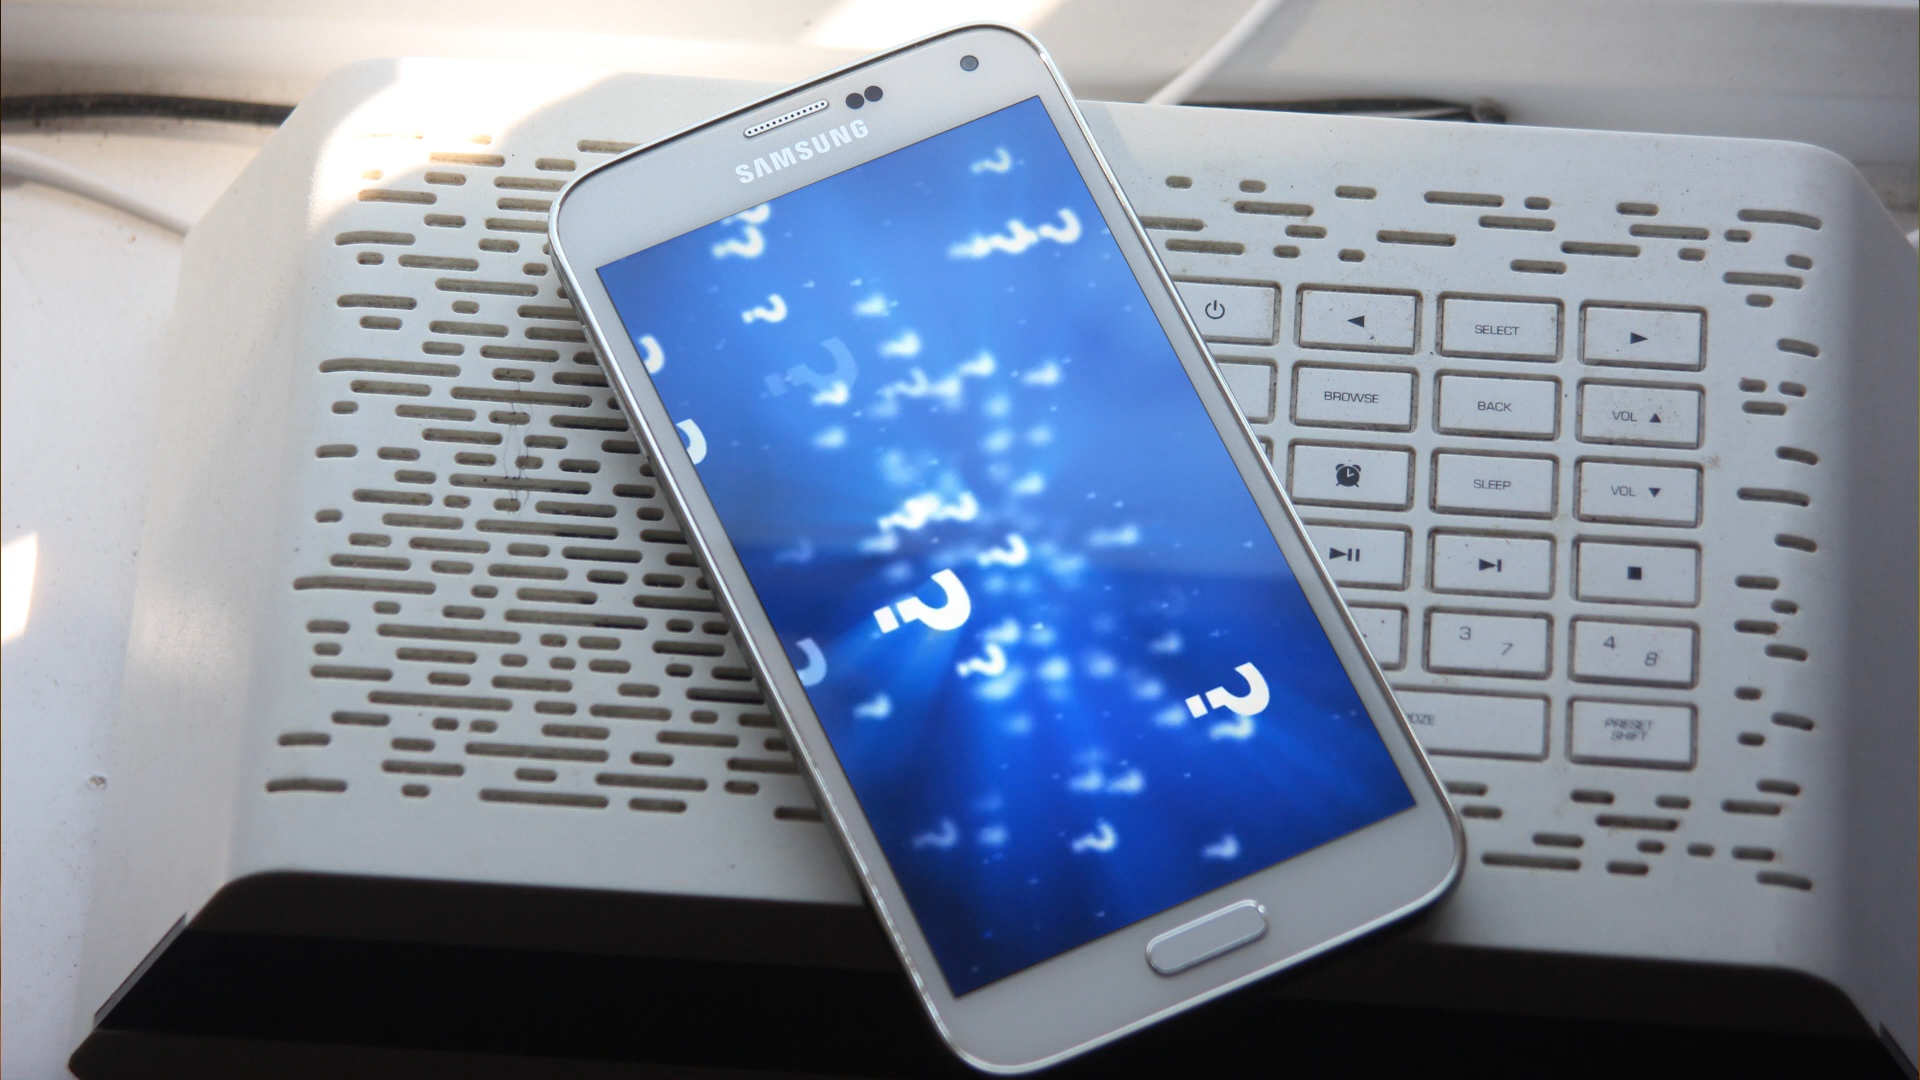 SAMSUNG
SELECT
BROWSE
BACK
VOL ▲
SLEEP
VOL ▼
3 7
4 8
PRESET
SHIFT
?
?